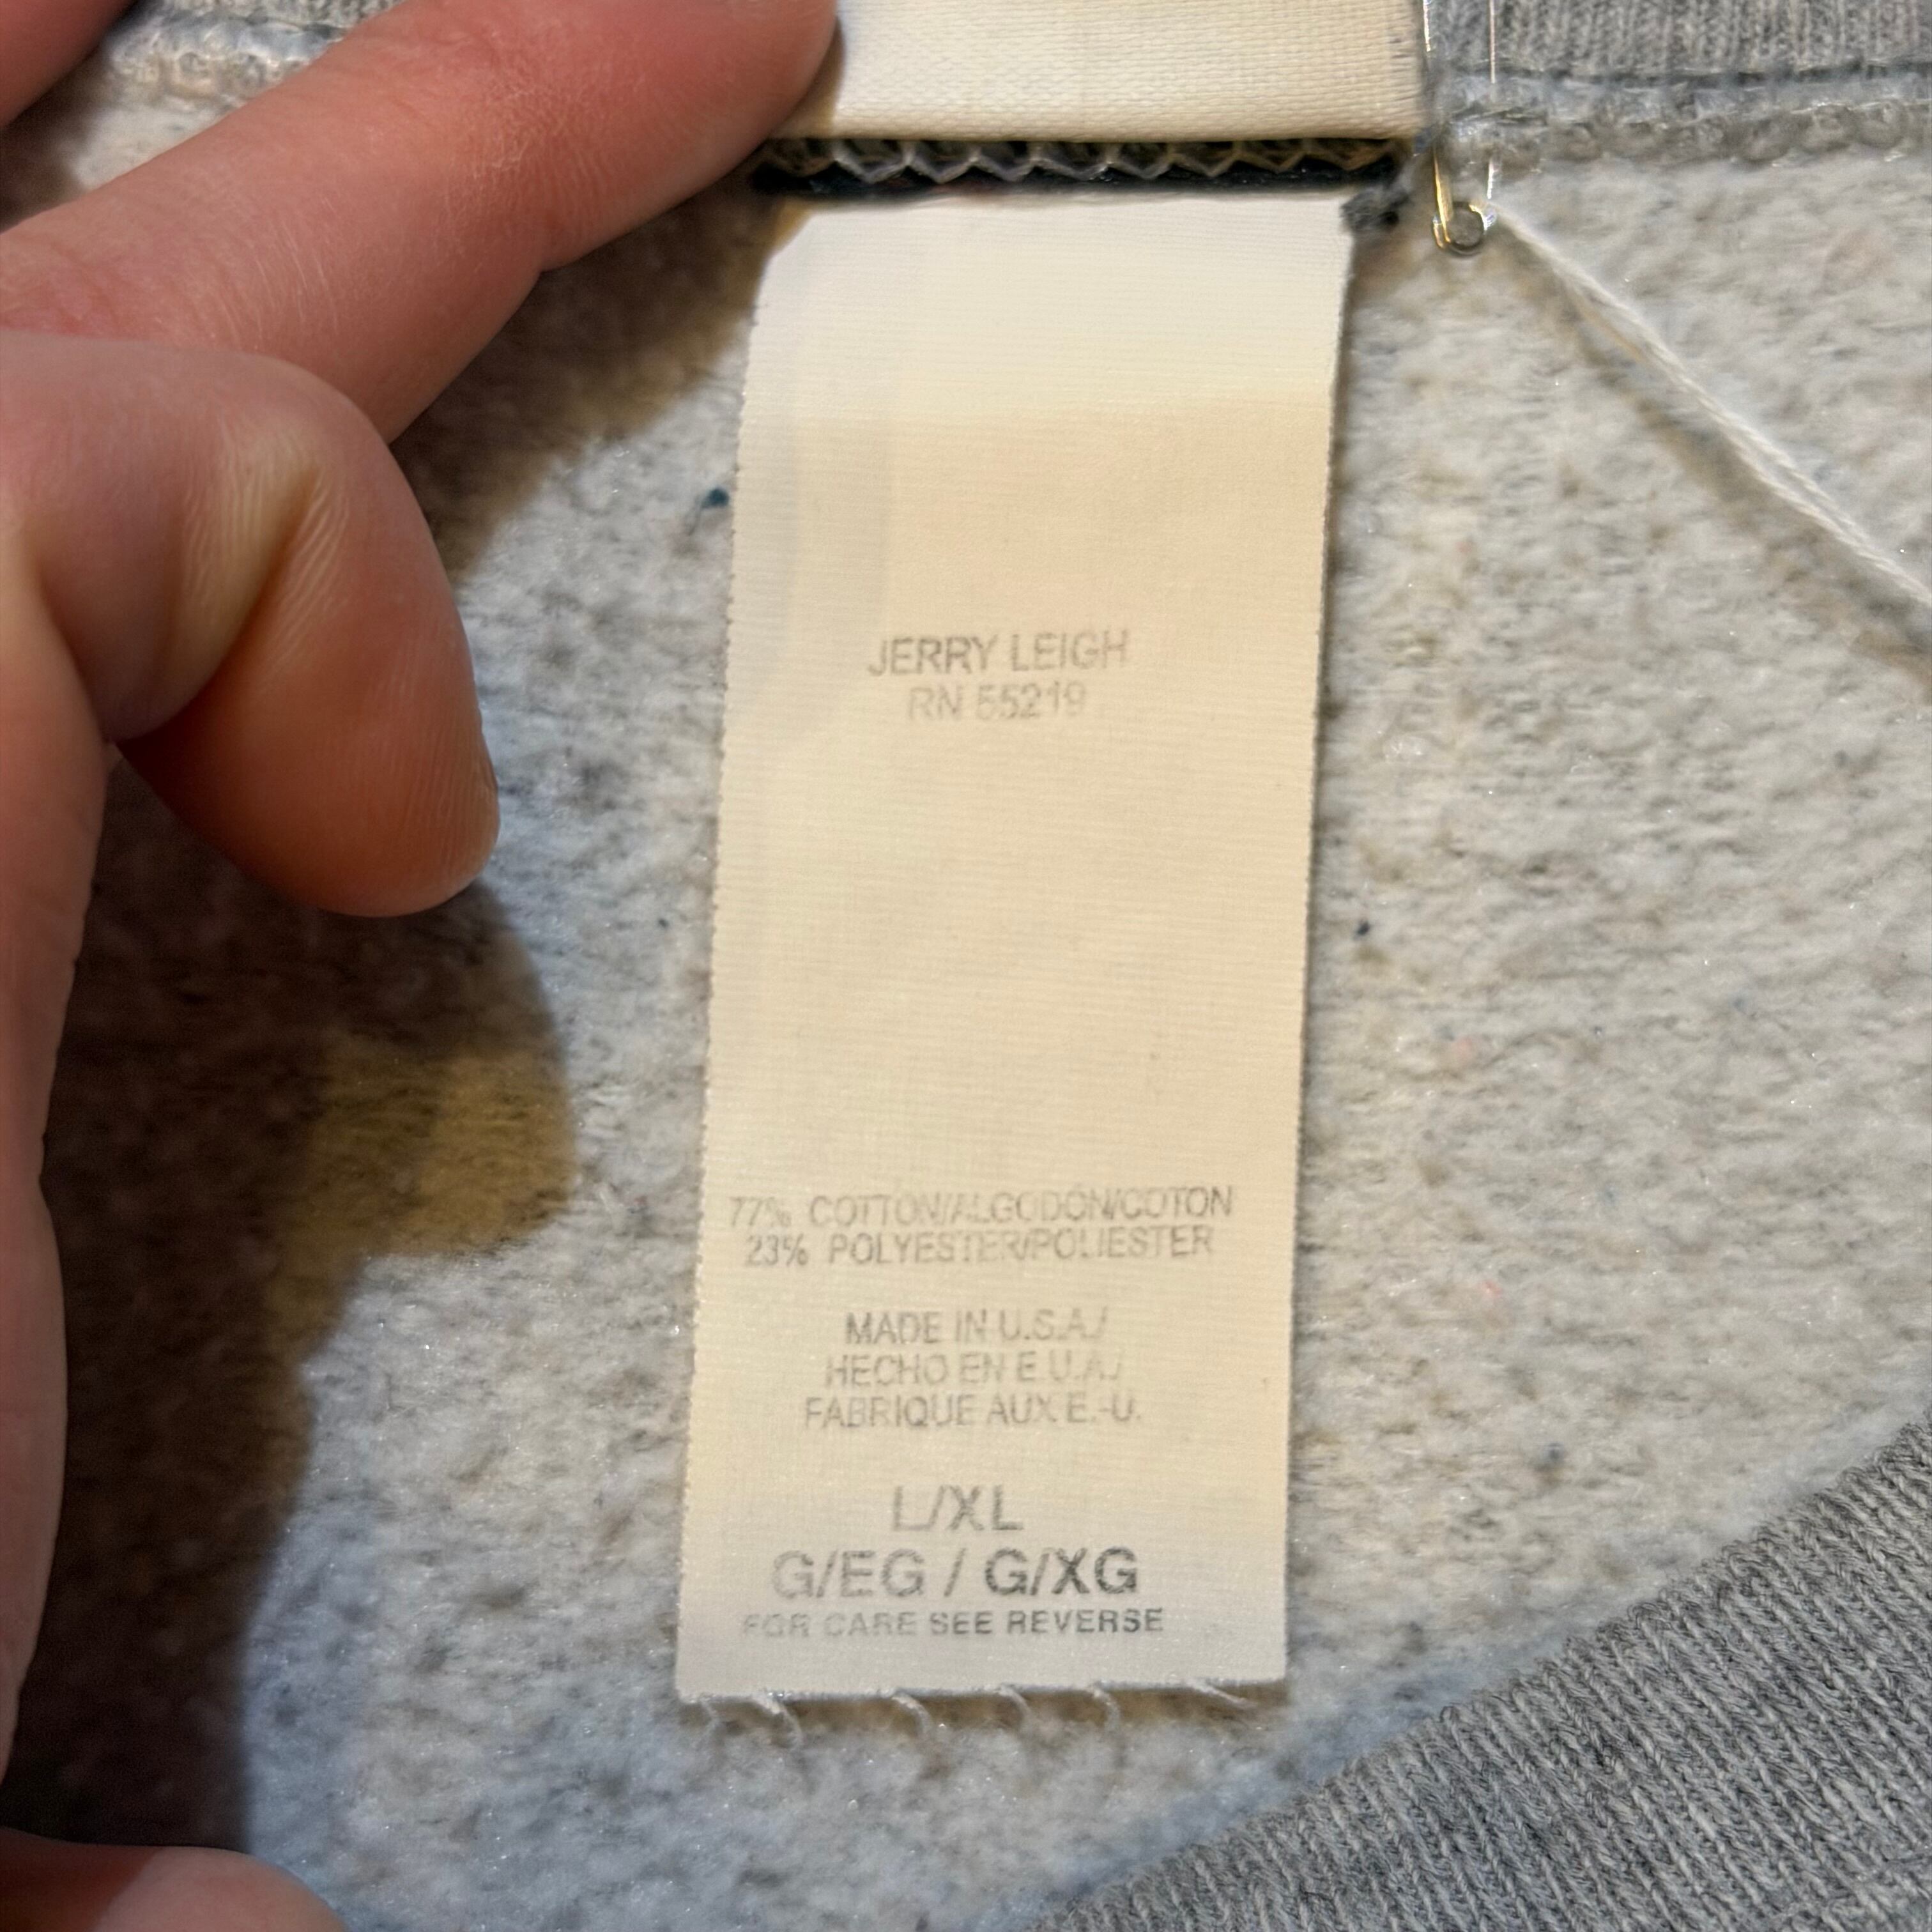 JERRY LEIGH
RN 55219
77% COTTON/ALGODÓN/COTON
23% POLYESTER/POLIESTER
MADE IN U.S.A./
HECHO EN E.U.A./
FABRIQUE AUX E.-U.
L/XL
G/EG / G/XG
FOR CARE SEE REVERSE